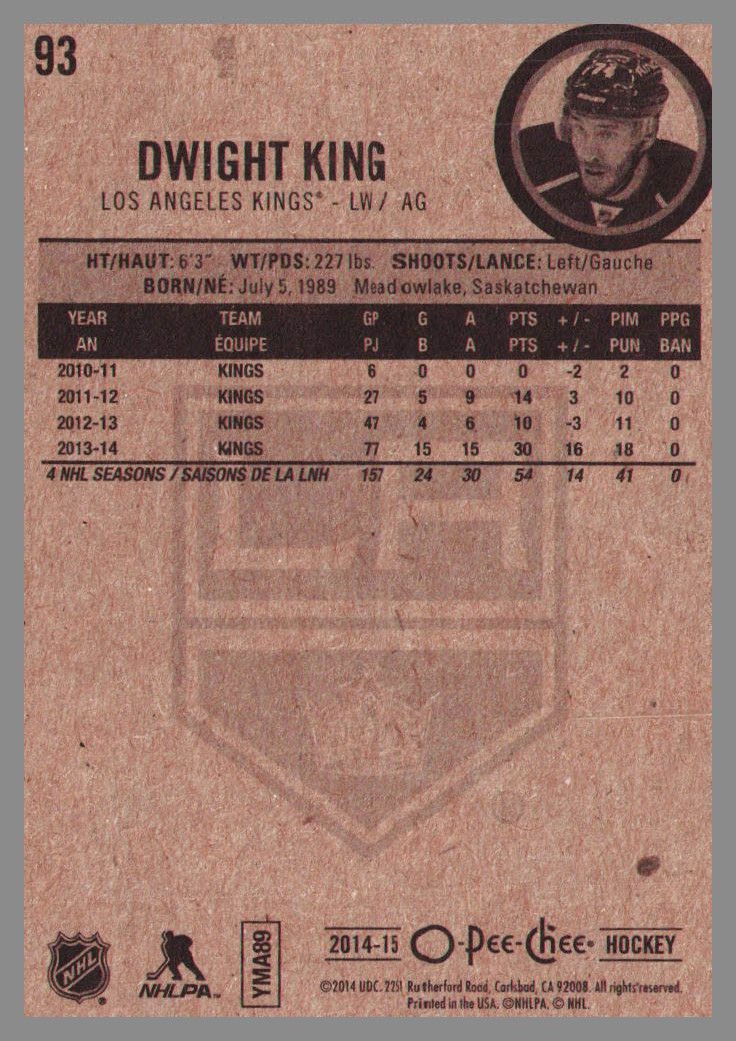 93
DWIGHT KING
LOS ANGELES KINGS® - LW / AG
HT/HAUT: 6'3" WT/PDS: 227 lbs. SHOOTS/LANCE: Left/Gauche
BORN/NÉ: July 5, 1989 Meadowlake, Saskatchewan
YEAR TEAM GP G A PTS +/- PIM PPG
AN ÉQUIPE PJ B A PTS +/- PUN BAN
2010-11 KINGS 6 0 0 0 -2 2 0
2011-12 KINGS 27 5 9 14 3 10 0
2012-13 KINGS 47 4 6 10 -3 11 0
2013-14 KINGS 77 15 15 30 16 18 0
4 NHL SEASONS / SAISONS DE LA LNH 157 24 30 54 14 41 0
NHL
NHLPA™
YMA89
2014-15 O-Pee-Chee® HOCKEY
©2014 UDC. 2251 Rutherford Road, Carlsbad, CA 92008. All rights reserved.
Printed in the USA. ©NHLPA. © NHL.